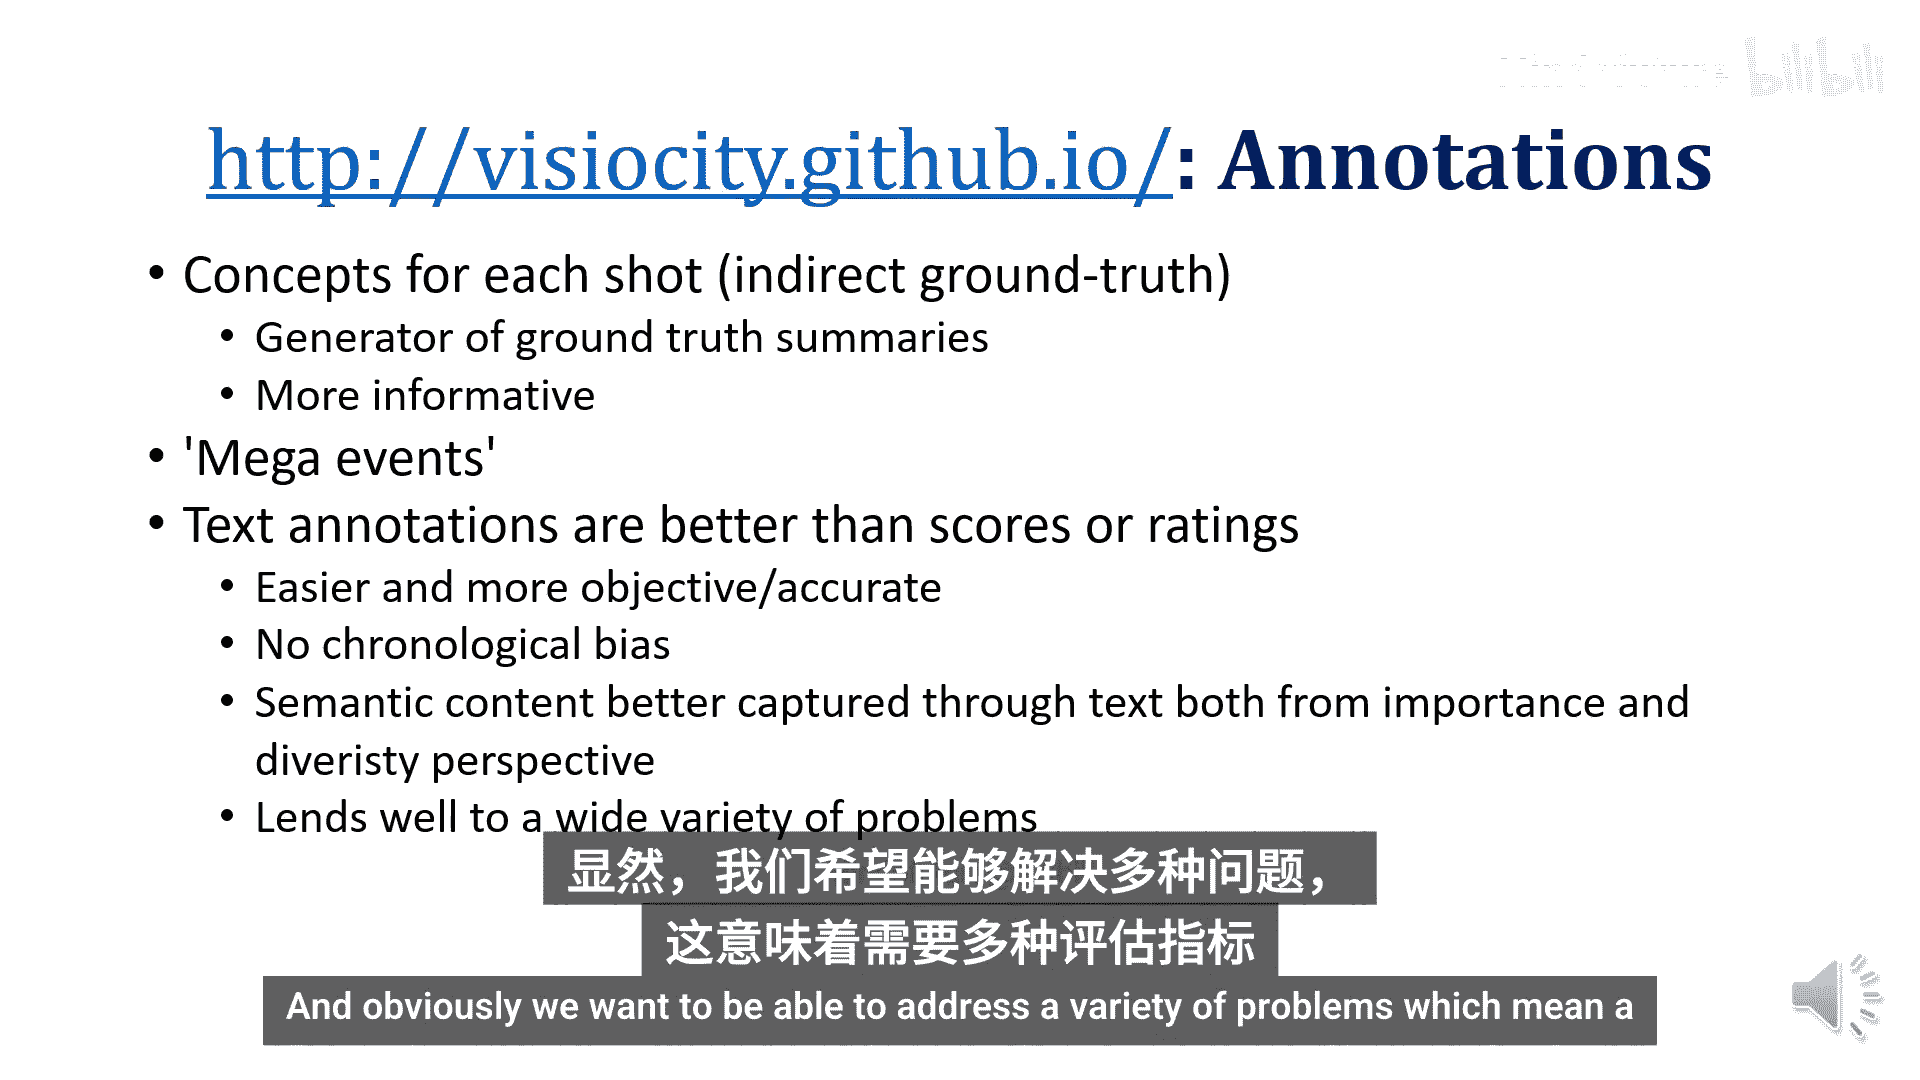 bilibili
http://visiocity.github.io/: Annotations
• Concepts for each shot (indirect ground-truth)
• Generator of ground truth summaries
• More informative
• 'Mega events'
• Text annotations are better than scores or ratings
• Easier and more objective/accurate
• No chronological bias
• Semantic content better captured through text both from importance and
diveristy perspective
• Lends well to a wide variety of problems
显然，我们希望能够解决多种问题，
这意味着需要多种评估指标
And obviously we want to be able to address a variety of problems which mean a